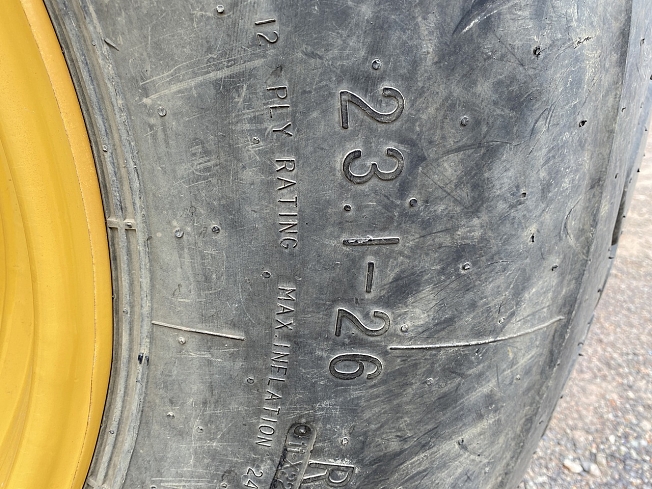 23.1-26
12 PLY RATING MAX. INFLATION 24
R